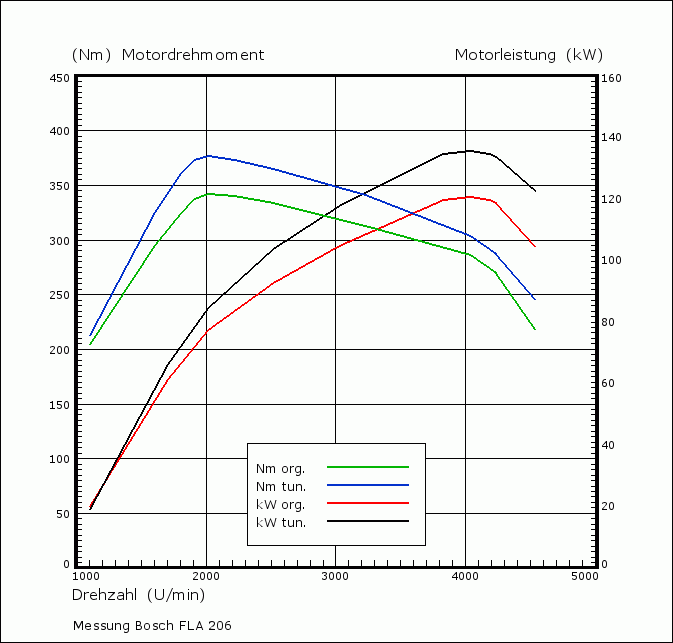 (Nm) Motordrehmoment Motorleistung (kW)
450 160
400 140
350 120
300 100
250 80
200 60
150 40
100 20
50 0
0
Nm org.
Nm tun.
kW org.
kW tun.
1000 2000 3000 4000 5000
Drehzahl (U/min)
Messung Bosch FLA 206